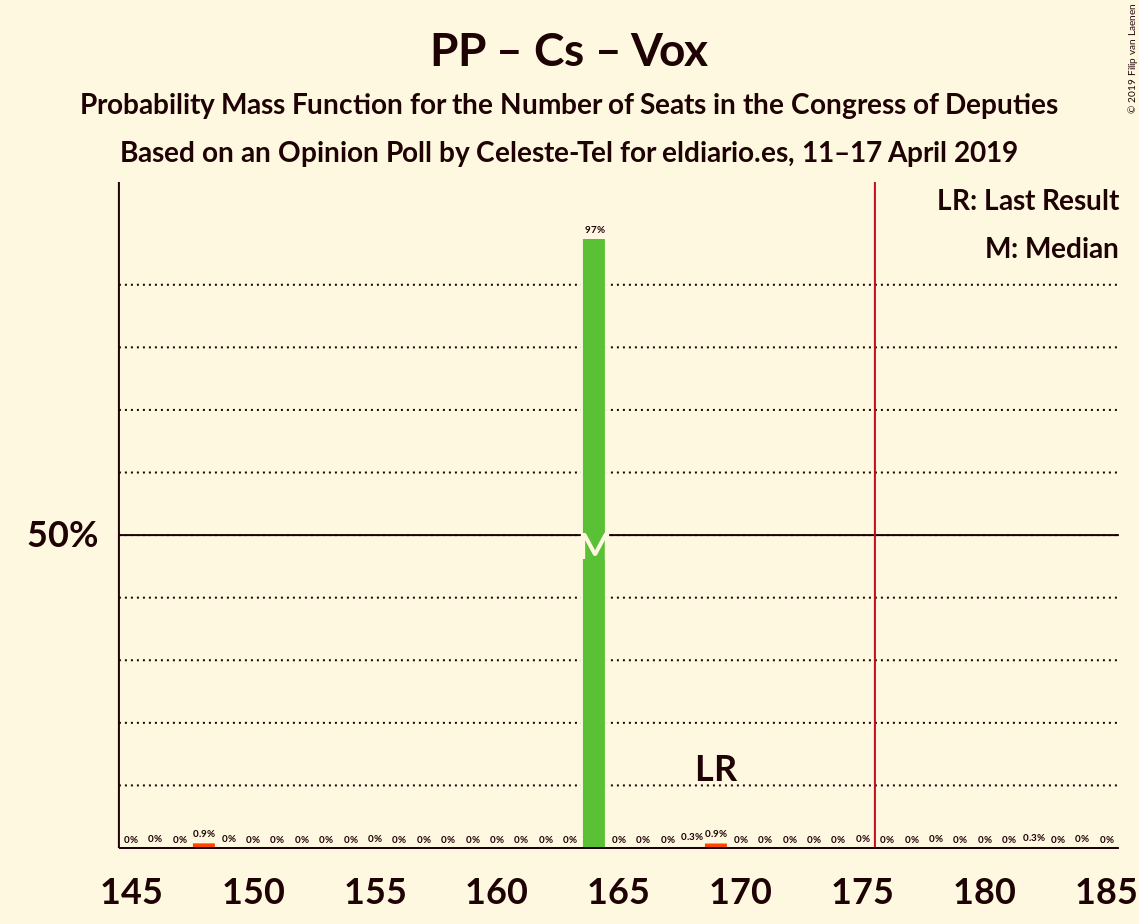 PP – Cs – Vox
Probability Mass Function for the Number of Seats in the Congress of Deputies
Based on an Opinion Poll by Celeste-Tel for eldiario.es, 11–17 April 2019
© 2019 Filip van Laenen
LR: Last Result
M: Median
97%
50%
M
LR
0% 0% 0% 0.9% 0% 0% 0% 0% 0% 0% 0% 0% 0% 0% 0% 0% 0% 0% 0% 0% 0% 0% 0.3% 0.9% 0% 0% 0% 0% 0% 0% 0% 0% 0% 0% 0% 0% 0.3% 0% 0% 0%
145 150 155 160 165 170 175 180 185